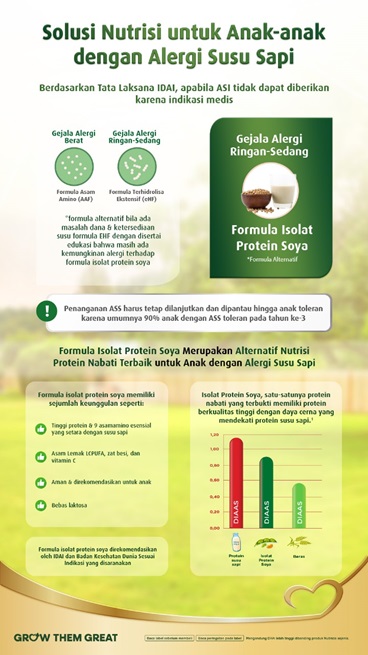 Solusi Nutrisi untuk Anak-anak
dengan Alergi Susu Sapi
Berdasarkan Tata Laksana IDAI, apabila ASI tidak dapat diberikan
karena indikasi medis
Gejala Alergi
Berat
Formula Asam
Amino (AAF)
Gejala Alergi
Ringan-Sedang
Formula Terhidrolisa
Ekstensif (eHF)
*formula alternatif bila ada
masalah dana & ketersediaan
susu formula EHF dengan disertai
edukasi bahwa masih ada
kemungkinan alergi terhadap
formula isolat protein soya
Gejala Alergi
Ringan-Sedang
Formula Isolat
Protein Soya
*Formula Alternatif
!
Penanganan ASS harus tetap dilanjutkan dan dipantau hingga anak toleran
karena umumnya 90% anak dengan ASS toleran pada tahun ke-3
Formula Isolat Protein Soya Merupakan Alternatif Nutrisi
Protein Nabati Terbaik untuk Anak dengan Alergi Susu Sapi
Formula isolat protein soya memiliki
sejumlah keunggulan seperti:
Tinggi protein & 9 asamamino esensial
yang setara dengan susu sapi
Asam Lemak LCPUFA, zat besi, dan
vitamin C
Aman & direkomendasikan untuk anak
Bebas laktosa
Formula isolat protein soya direkomendasikan
oleh IDAI dan Badan Kesehatan Dunia Sesuai
Indikasi yang disarankan
Isolat Protein Soya, satu-satunya protein
nabati yang terbukti memiliki protein
berkualitas tinggi dengan daya cerna yang
mendekati protein susu sapi.¹
1,20
1,00
0,80
0,60
0,20
0,00
DIAAS
DIAAS
DIAAS
Protein
susu
sapi
Isolat
Protein
Soya
Beras
GROW THEM GREAT